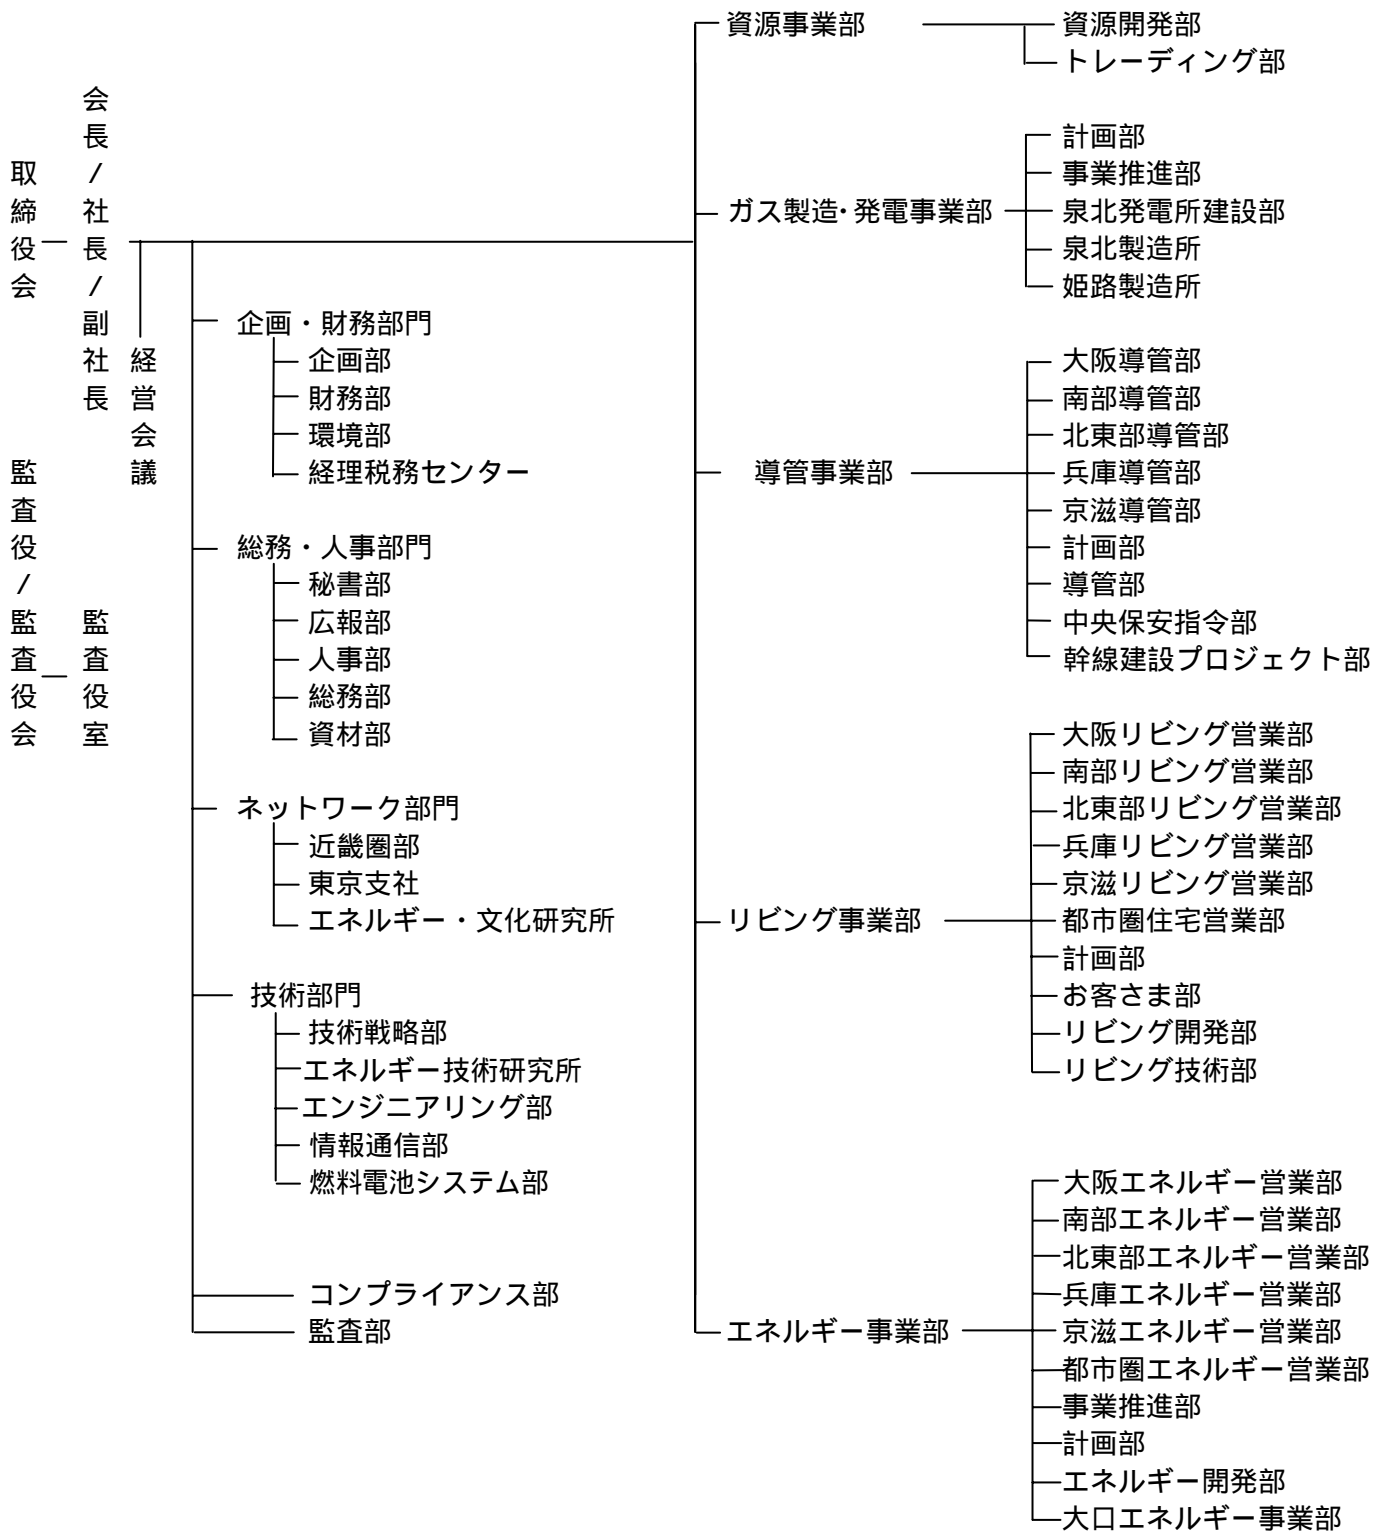 取締役会
会長/社長/副社長
経営会議
監査役/監査役会
監査役室
企画・財務部門
企画部
財務部
環境部
経理税務センター
総務・人事部門
秘書部
広報部
人事部
総務部
資材部
ネットワーク部門
近畿圏部
東京支社
エネルギー・文化研究所
技術部門
技術戦略部
エネルギー技術研究所
エンジニアリング部
情報通信部
燃料電池システム部
コンプライアンス部
監査部
資源事業部
資源開発部
トレーディング部
ガス製造・発電事業部
計画部
事業推進部
泉北発電所建設部
泉北製造所
姫路製造所
導管事業部
大阪導管部
南部導管部
北東部導管部
兵庫導管部
京滋導管部
計画部
導管部
中央保安指令部
幹線建設プロジェクト部
リビング事業部
大阪リビング営業部
南部リビング営業部
北東部リビング営業部
兵庫リビング営業部
京滋リビング営業部
都市圏住宅営業部
計画部
お客さま部
リビング開発部
リビング技術部
エネルギー事業部
大阪エネルギー営業部
南部エネルギー営業部
北東部エネルギー営業部
兵庫エネルギー営業部
京滋エネルギー営業部
都市圏エネルギー営業部
事業推進部
計画部
エネルギー開発部
大口エネルギー事業部